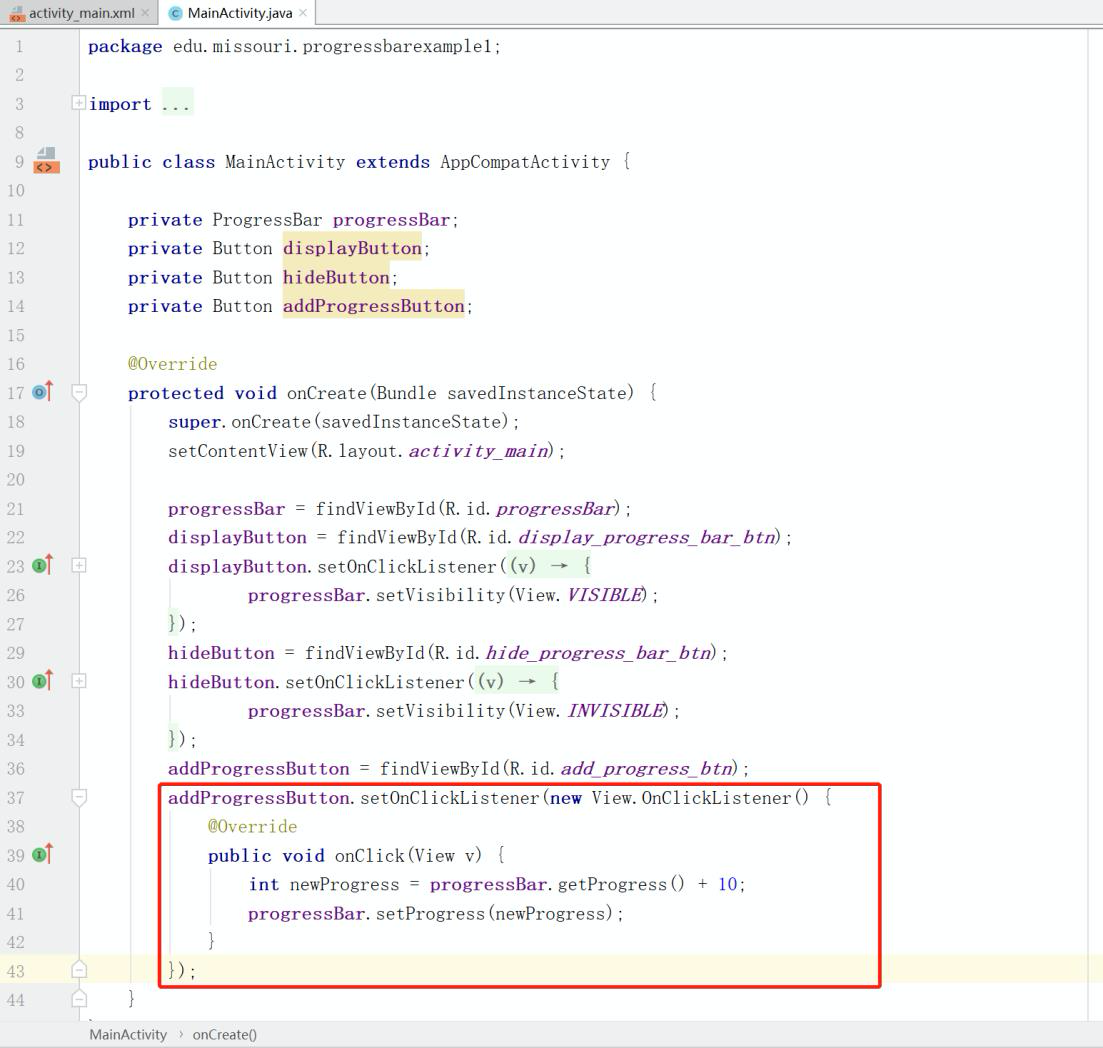 activity_main.xml × MainActivity.java ×
1 package edu.missouri.progressbarexample1;
2
3 import ...
8
9 public class MainActivity extends AppCompatActivity {
10
11 private ProgressBar progressBar;
12 private Button displayButton;
13 private Button hideButton;
14 private Button addProgressButton;
15
16 @Override
17 protected void onCreate(Bundle savedInstanceState) {
18 super.onCreate(savedInstanceState);
19 setContentView(R.layout.activity_main);
20
21 progressBar = findViewById(R.id.progressBar);
22 displayButton = findViewById(R.id.display_progress_bar_btn);
23 displayButton.setOnClickListener((v) → {
26 progressBar.setVisibility(View.VISIBLE);
27 });
29 hideButton = findViewById(R.id.hide_progress_bar_btn);
30 hideButton.setOnClickListener((v) → {
33 progressBar.setVisibility(View.INVISIBLE);
34 });
36 addProgressButton = findViewById(R.id.add_progress_btn);
37 addProgressButton.setOnClickListener(new View.OnClickListener() {
38 @Override
39 public void onClick(View v) {
40 int newProgress = progressBar.getProgress() + 10;
41 progressBar.setProgress(newProgress);
42 }
43 });
44 }
MainActivity › onCreate()